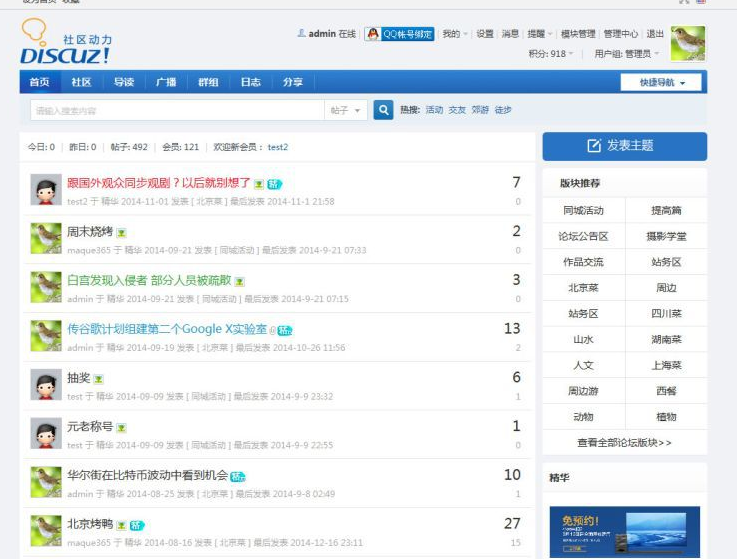 设为首页 收藏
社区动力
DISCUZ!
admin 在线 | QQ帐号绑定 | 我的 | 设置 | 消息 | 提醒 | 模块管理 | 管理中心 | 退出
积分: 918 | 用户组: 管理员
首页 社区 导读 广播 群组 日志 分享 快捷导航
请输入搜索内容 帖子 热搜: 活动 交友 郊游 徒步
今日: 0 | 昨日: 0 | 帖子: 492 | 会员: 121 | 欢迎新会员: test2
发表主题
跟国外观众同步观剧？以后就别想了 7
test2 于 精华 2014-11-01 发表 [ 北京菜 ] 最后发表 2014-11-1 21:58 0
周末烧烤 2
maque365 于 精华 2014-09-21 发表 [ 同城活动 ] 最后发表 2014-9-21 07:33 0
白宫发现入侵者 部分人员被疏散 3
admin 于 精华 2014-09-21 发表 [ 同城活动 ] 最后发表 2014-9-21 07:15 0
传谷歌计划组建第二个Google X实验室 13
admin 于 精华 2014-09-19 发表 [ 北京菜 ] 最后发表 2014-10-26 11:56 2
抽奖 6
test 于 精华 2014-09-09 发表 [ 同城活动 ] 最后发表 2014-9-9 23:32 1
元老称号 1
test 于 精华 2014-09-09 发表 [ 同城活动 ] 最后发表 2014-9-9 22:55 0
华尔街在比特币波动中看到机会 10
admin 于 精华 2014-08-25 发表 [ 北京菜 ] 最后发表 2014-9-8 02:49 1
北京烤鸭 27
maque365 于 精华 2014-08-16 发表 [ 北京菜 ] 最后发表 2014-12-16 23:11 15
版块推荐
同城活动 提高篇
论坛公告区 摄影学堂
作品交流 站务区
北京菜 周边
站务区 四川菜
山水 湖南菜
人文 上海菜
周边游 西餐
动物 植物
查看全部论坛版块>>
精华
免预约!